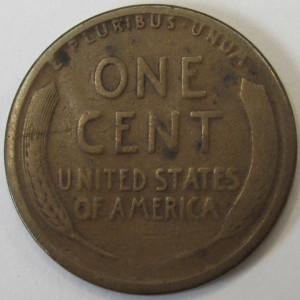 E·PLURIBUS·UNUM
ONE
CENT
UNITED STATES
OF AMERICA